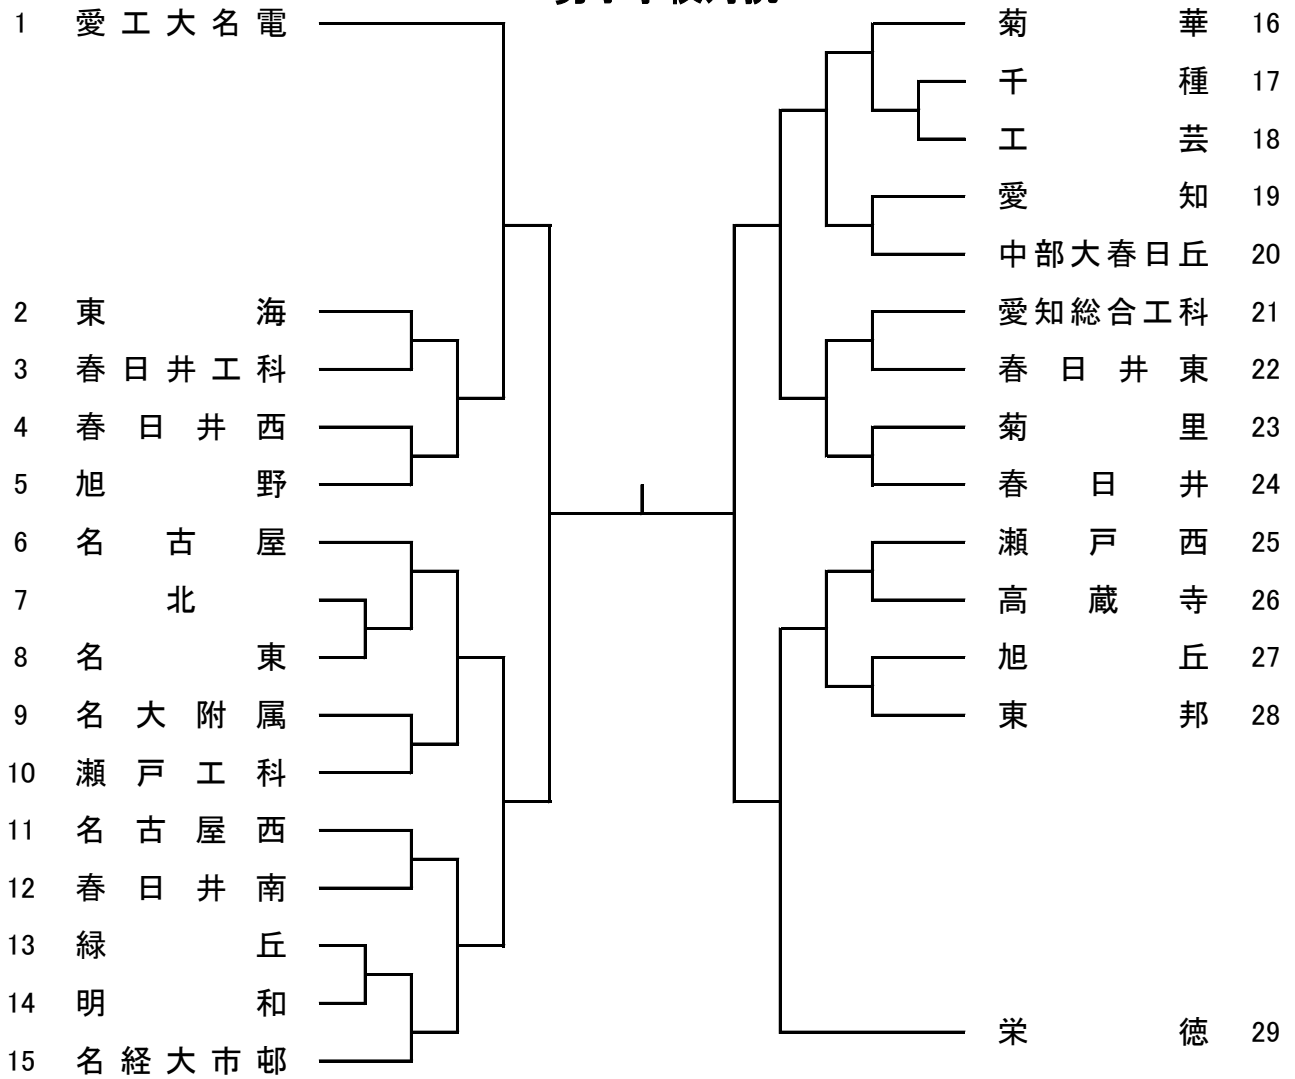 1 愛工大名電
2 東海
3 春日井工科
4 春日井西
5 旭野
6 名古屋
7 北
8 名東
9 名大附属
10 瀬戸工科
11 名古屋西
12 春日井南
13 緑丘
14 明和
15 名経大市邨
菊華 16
千種 17
工芸 18
愛知 19
中部大春日丘 20
愛知総合工科 21
春日井東 22
菊里 23
春日井 24
瀬戸西 25
高蔵寺 26
旭丘 27
東邦 28
栄徳 29